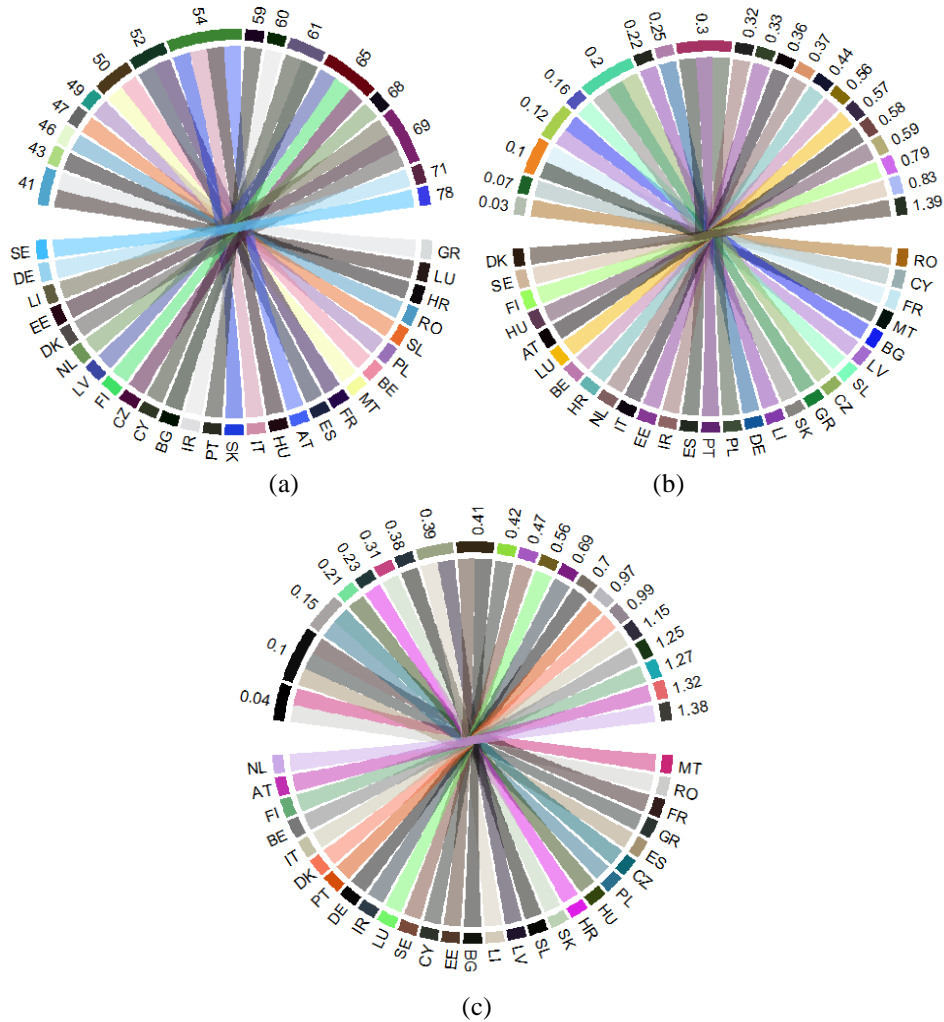 41
43
46
47
49
50
52
54
59
60
61
65
68
69
71
78
SE
DE
LI
EE
DK
NL
LV
FI
CZ
CY
BG
IR
PT
SK
IT
HU
AT
ES
FR
MT
BE
PL
SL
RO
HR
LU
GR
(a)
0.03
0.07
0.1
0.12
0.16
0.2
0.22
0.25
0.3
0.32
0.33
0.36
0.37
0.44
0.56
0.57
0.58
0.59
0.79
0.83
1.39
DK
SE
FI
HU
AT
LU
BE
HR
NL
IT
EE
IR
ES
PT
PL
DE
LI
SK
GR
CZ
SL
LV
BG
MT
FR
CY
RO
(b)
0.04
0.1
0.15
0.21
0.23
0.31
0.38
0.39
0.41
0.42
0.47
0.56
0.69
0.7
0.97
0.99
1.15
1.25
1.27
1.32
1.38
NL
AT
FI
BE
IT
DK
PT
DE
IR
LU
SE
CY
EE
BG
LI
LV
SL
SK
HR
HU
PL
CZ
ES
GR
FR
RO
MT
(c)